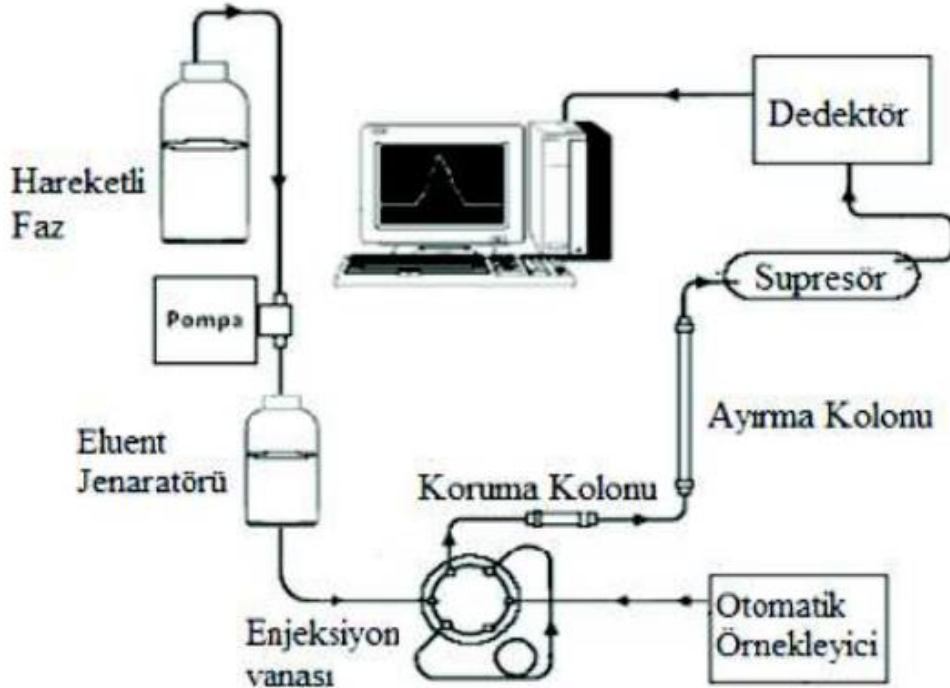 Hareketli
Faz
Dedektör
Supresör
Pompa
Ayırma Kolonu
Eluent
Jenaratörü
Koruma Kolonu
Enjeksiyon
vanası
Otomatik
Örnekleyici